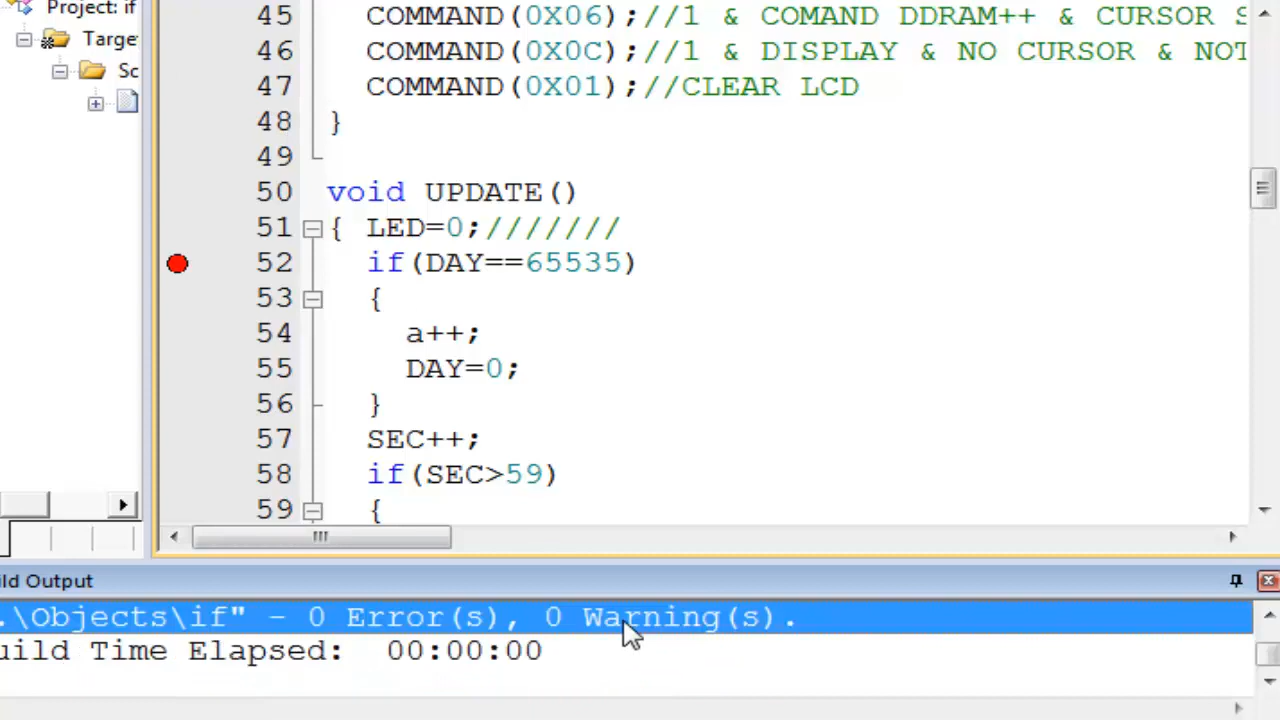 Project: if
Targe
Sc
45 COMMAND(0X06);//1 & COMAND DDRAM++ & CURSOR S
46 COMMAND(0X0C);//1 & DISPLAY & NO CURSOR & NOT
47 COMMAND(0X01);//CLEAR LCD
48 }
49
50 void UPDATE()
51 { LED=0;///////
52 if(DAY==65535)
53 {
54 a++;
55 DAY=0;
56 }
57 SEC++;
58 if(SEC>59)
59 {
ild Output
.\Objects\if" - 0 Error(s), 0 Warning(s).
uild Time Elapsed: 00:00:00